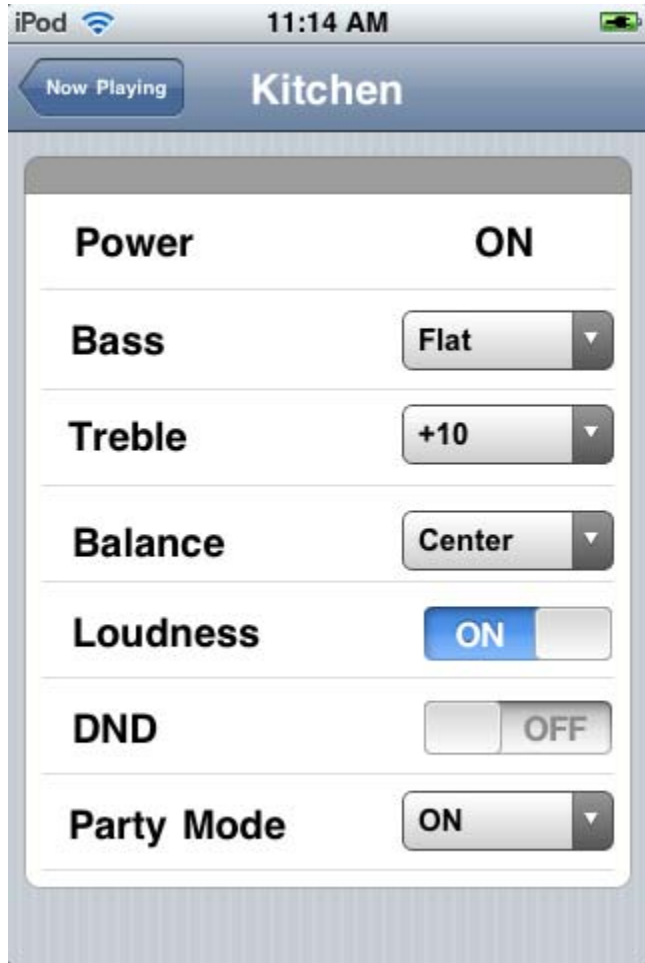 iPod 11:14 AM
Now Playing Kitchen
Power ON
Bass Flat
Treble +10
Balance Center
Loudness ON
DND OFF
Party Mode ON